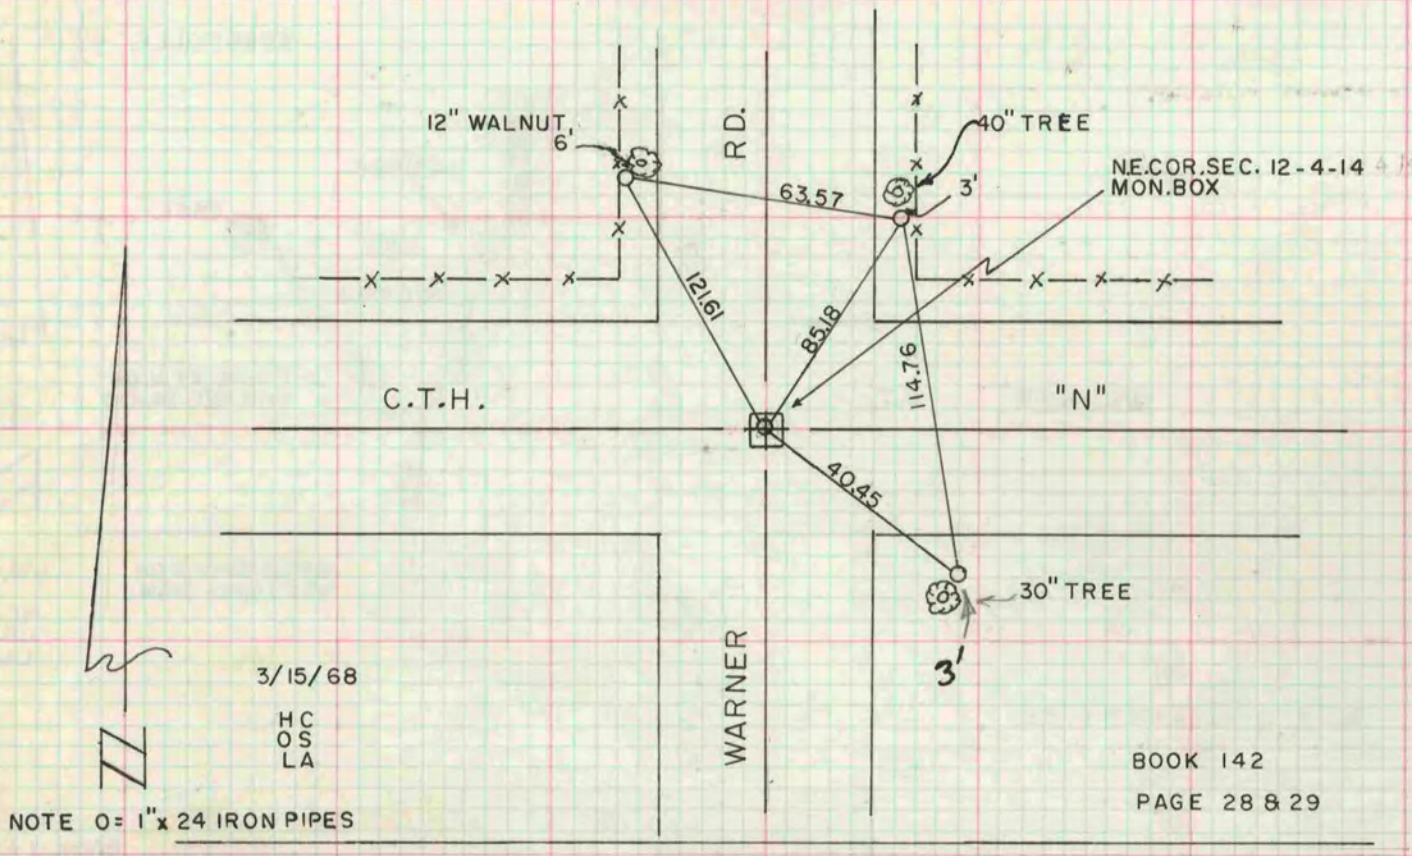 12" WALNUT
6'
RD.
40" TREE
3'
N.E.COR.SEC. 12-4-14
MON.BOX
63.57
121.61
85.18
114.76
C.T.H.
"N"
40.45
30" TREE
3'
WARNER
3/15/68
HC
OS
LA
BOOK 142
PAGE 28 & 29
NOTE O= 1"x 24 IRON PIPES